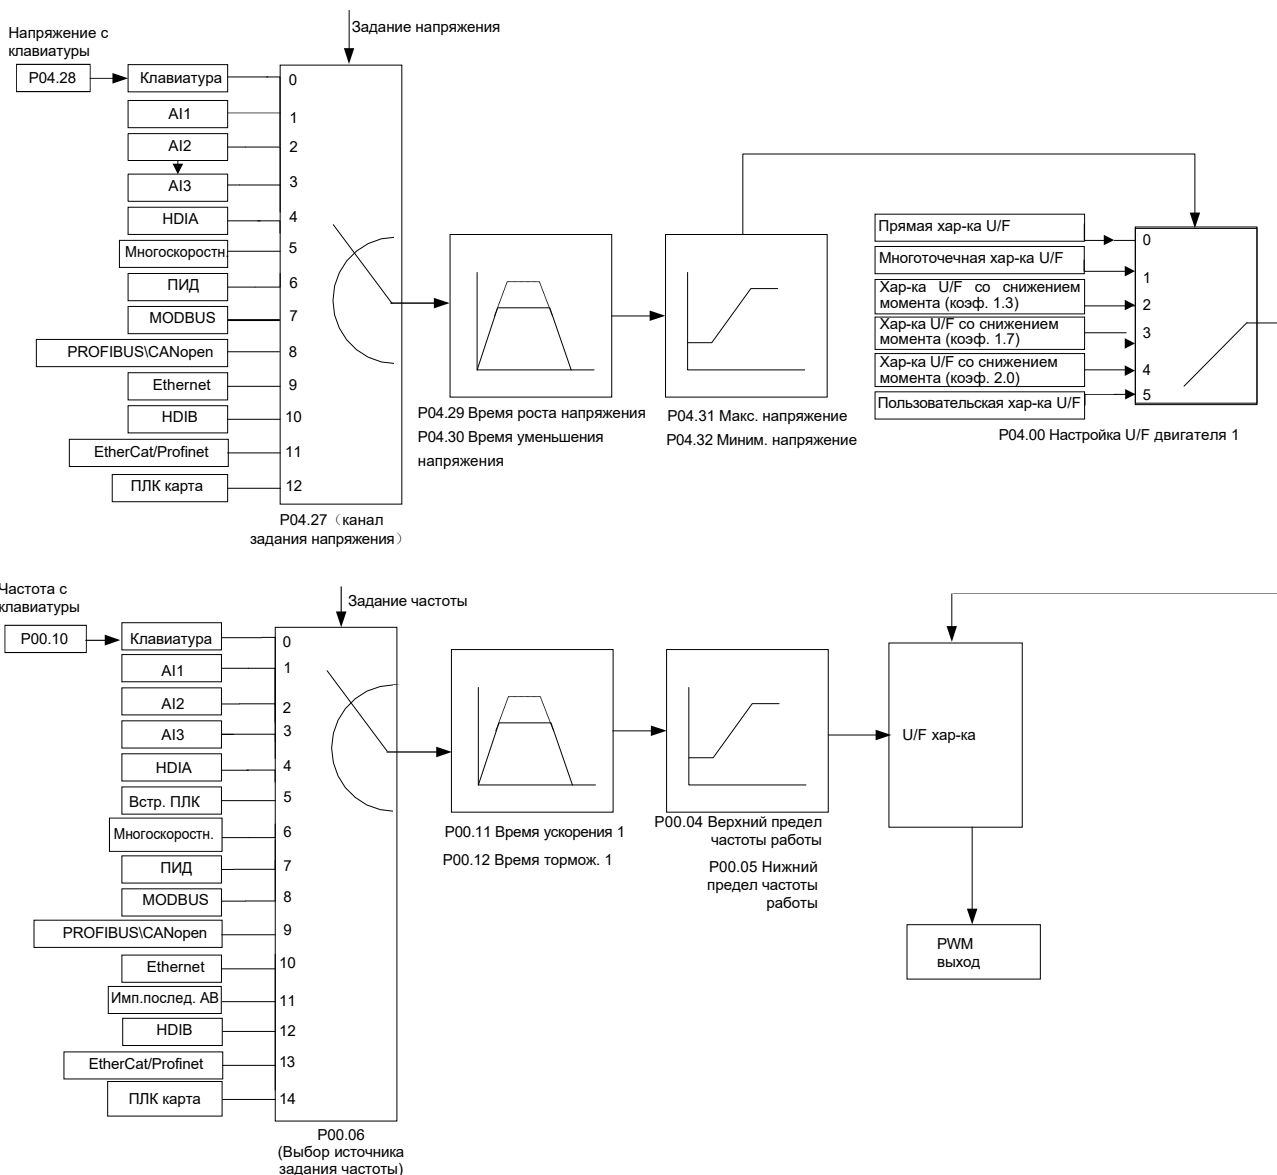 Напряжение с
клавиатуры
Задание напряжения
P04.28
Клавиатура
0
AI1
1
AI2
2
AI3
3
HDIA
4
Многоскоростн.
5
ПИД
6
MODBUS
7
PROFIBUS\CANopen
8
Ethernet
9
HDIB
10
EtherCat/Profinet
11
ПЛК карта
12
P04.27（канал
задания напряжения）
P04.29 Время роста напряжения
P04.30 Время уменьшения
напряжения
P04.31 Макс. напряжение
P04.32 Миним. напряжение
Прямая хар-ка U/F
0
Многоточечная хар-ка U/F
1
Хар-ка U/F со снижением
момента (коэф. 1.3)
2
Хар-ка U/F со снижением
момента (коэф. 1.7)
3
Хар-ка U/F со снижением
момента (коэф. 2.0)
4
Пользовательская хар-ка U/F
5
P04.00 Настройка U/F двигателя 1
Частота с
клавиатуры
Задание частоты
P00.10
Клавиатура
0
AI1
1
AI2
2
AI3
3
HDIA
4
Встр. ПЛК
5
Многоскоростн.
6
ПИД
7
MODBUS
8
PROFIBUS\CANopen
9
Ethernet
10
Имп.послед. АВ
11
HDIB
12
EtherCat/Profinet
13
ПЛК карта
14
P00.06
(Выбор источника
задания частоты)
P00.11 Время ускорения 1
P00.12 Время тормож. 1
P00.04 Верхний предел
частоты работы
P00.05 Нижний
предел частоты
работы
U/F хар-ка
PWM
выход